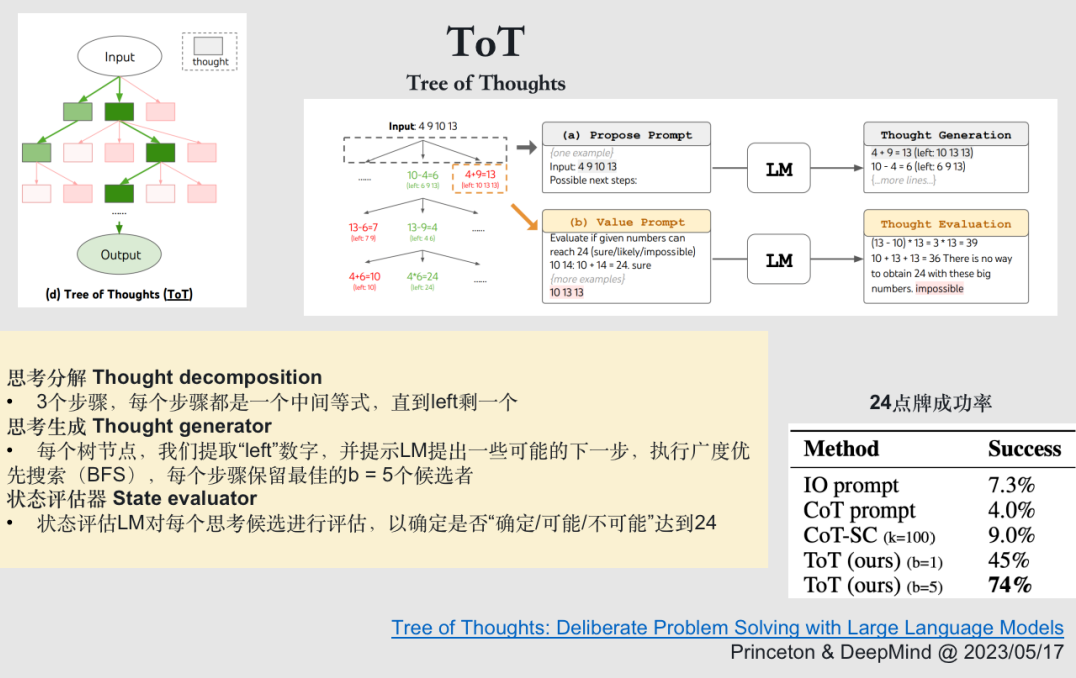 ToT
Tree of Thoughts
Input
thought
......
Output
(d) Tree of Thoughts (ToT)
Input: 4 9 10 13
......
10-4=6
(left: 6 9 13)
4+9=13
(left: 10 13 13)
13-6=7
(left: 7 9)
13-9=4
(left: 4 6)
......
4+6=10
(left: 10)
4*6=24
(left: 24)
......
(a) Propose Prompt
{one example}
Input: 4 9 10 13
Possible next steps:
LM
Thought Generation
4 + 9 = 13 (left: 10 13 13)
10 - 4 = 6 (left: 6 9 13)
{...more lines...}
(b) Value Prompt
Evaluate if given numbers can
reach 24 (sure/likely/impossible)
10 14: 10 + 14 = 24. sure
{more examples}
10 13 13
LM
Thought Evaluation
(13 - 10) * 13 = 3 * 13 = 39
10 + 13 + 13 = 36 There is no way
to obtain 24 with these big
numbers. impossible
思考分解 Thought decomposition
• 3个步骤，每个步骤都是一个中间等式，直到left剩一个
思考生成 Thought generator
• 每个树节点，我们提取“left”数字，并提示LM提出一些可能的下一步，执行广度优
先搜索（BFS），每个步骤保留最佳的b = 5个候选者
状态评估器 State evaluator
• 状态评估LM对每个思考候选进行评估，以确定是否“确定/可能/不可能”达到24
24点牌成功率
Method Success
IO prompt 7.3%
CoT prompt 4.0%
CoT-SC (k=100) 9.0%
ToT (ours) (b=1) 45%
ToT (ours) (b=5) 74%
Tree of Thoughts: Deliberate Problem Solving with Large Language Models
Princeton & DeepMind @ 2023/05/17